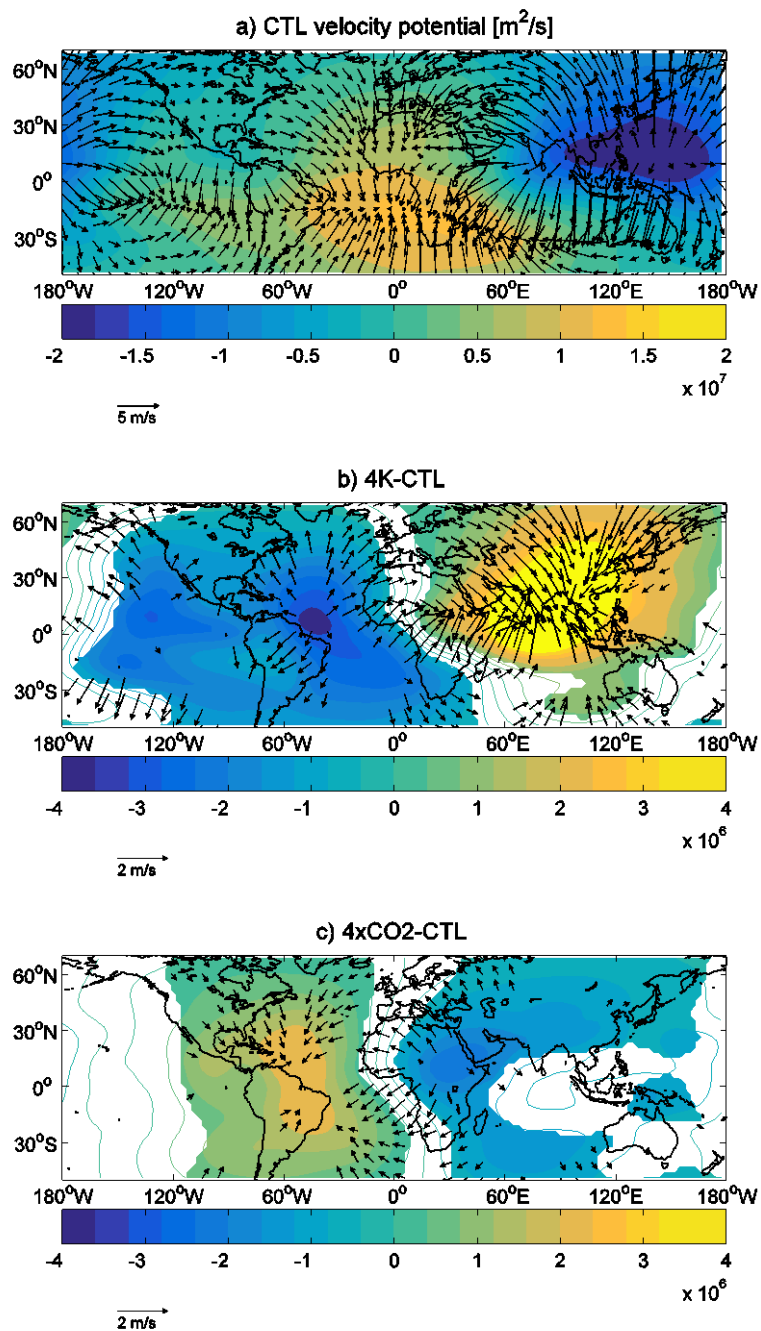 a) CTL velocity potential [m²/s]
60°N
30°N
0°
30°S
180°W 120°W 60°W 0° 60°E 120°E 180°W
-2 -1.5 -1 -0.5 0 0.5 1 1.5 2
x 10⁷
5 m/s
b) 4K-CTL
60°N
30°N
0°
30°S
180°W 120°W 60°W 0° 60°E 120°E 180°W
-4 -3 -2 -1 0 1 2 3 4
x 10⁶
2 m/s
c) 4xCO2-CTL
60°N
30°N
0°
30°S
180°W 120°W 60°W 0° 60°E 120°E 180°W
-4 -3 -2 -1 0 1 2 3 4
x 10⁶
2 m/s